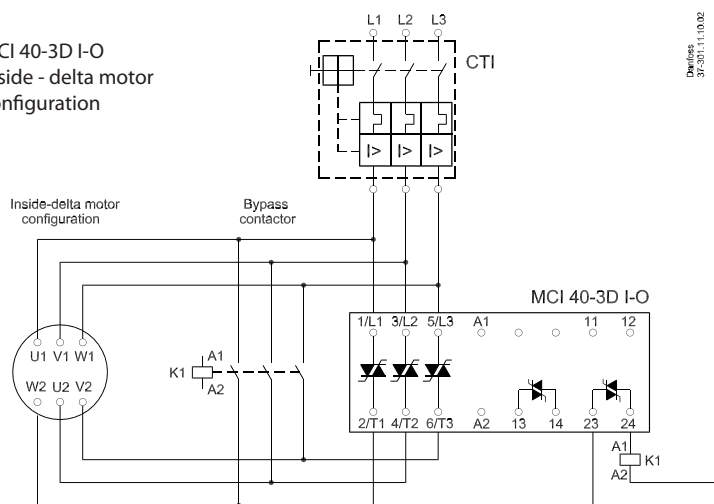 CI 40-3D I-O
side - delta motor
onfiguration
L1 L2 L3
CTI
Danfoss
37-301.11.10.02
I> I> I>
Inside-delta motor
configuration
Bypass
contactor
MCI 40-3D I-O
1/L1 3/L2 5/L3 A1 11 12
U1 V1 W1
W2 U2 V2
K1 A1
A2
2/T1 4/T2 6/T3 A2 13 14 23 24
A1
K1
A2